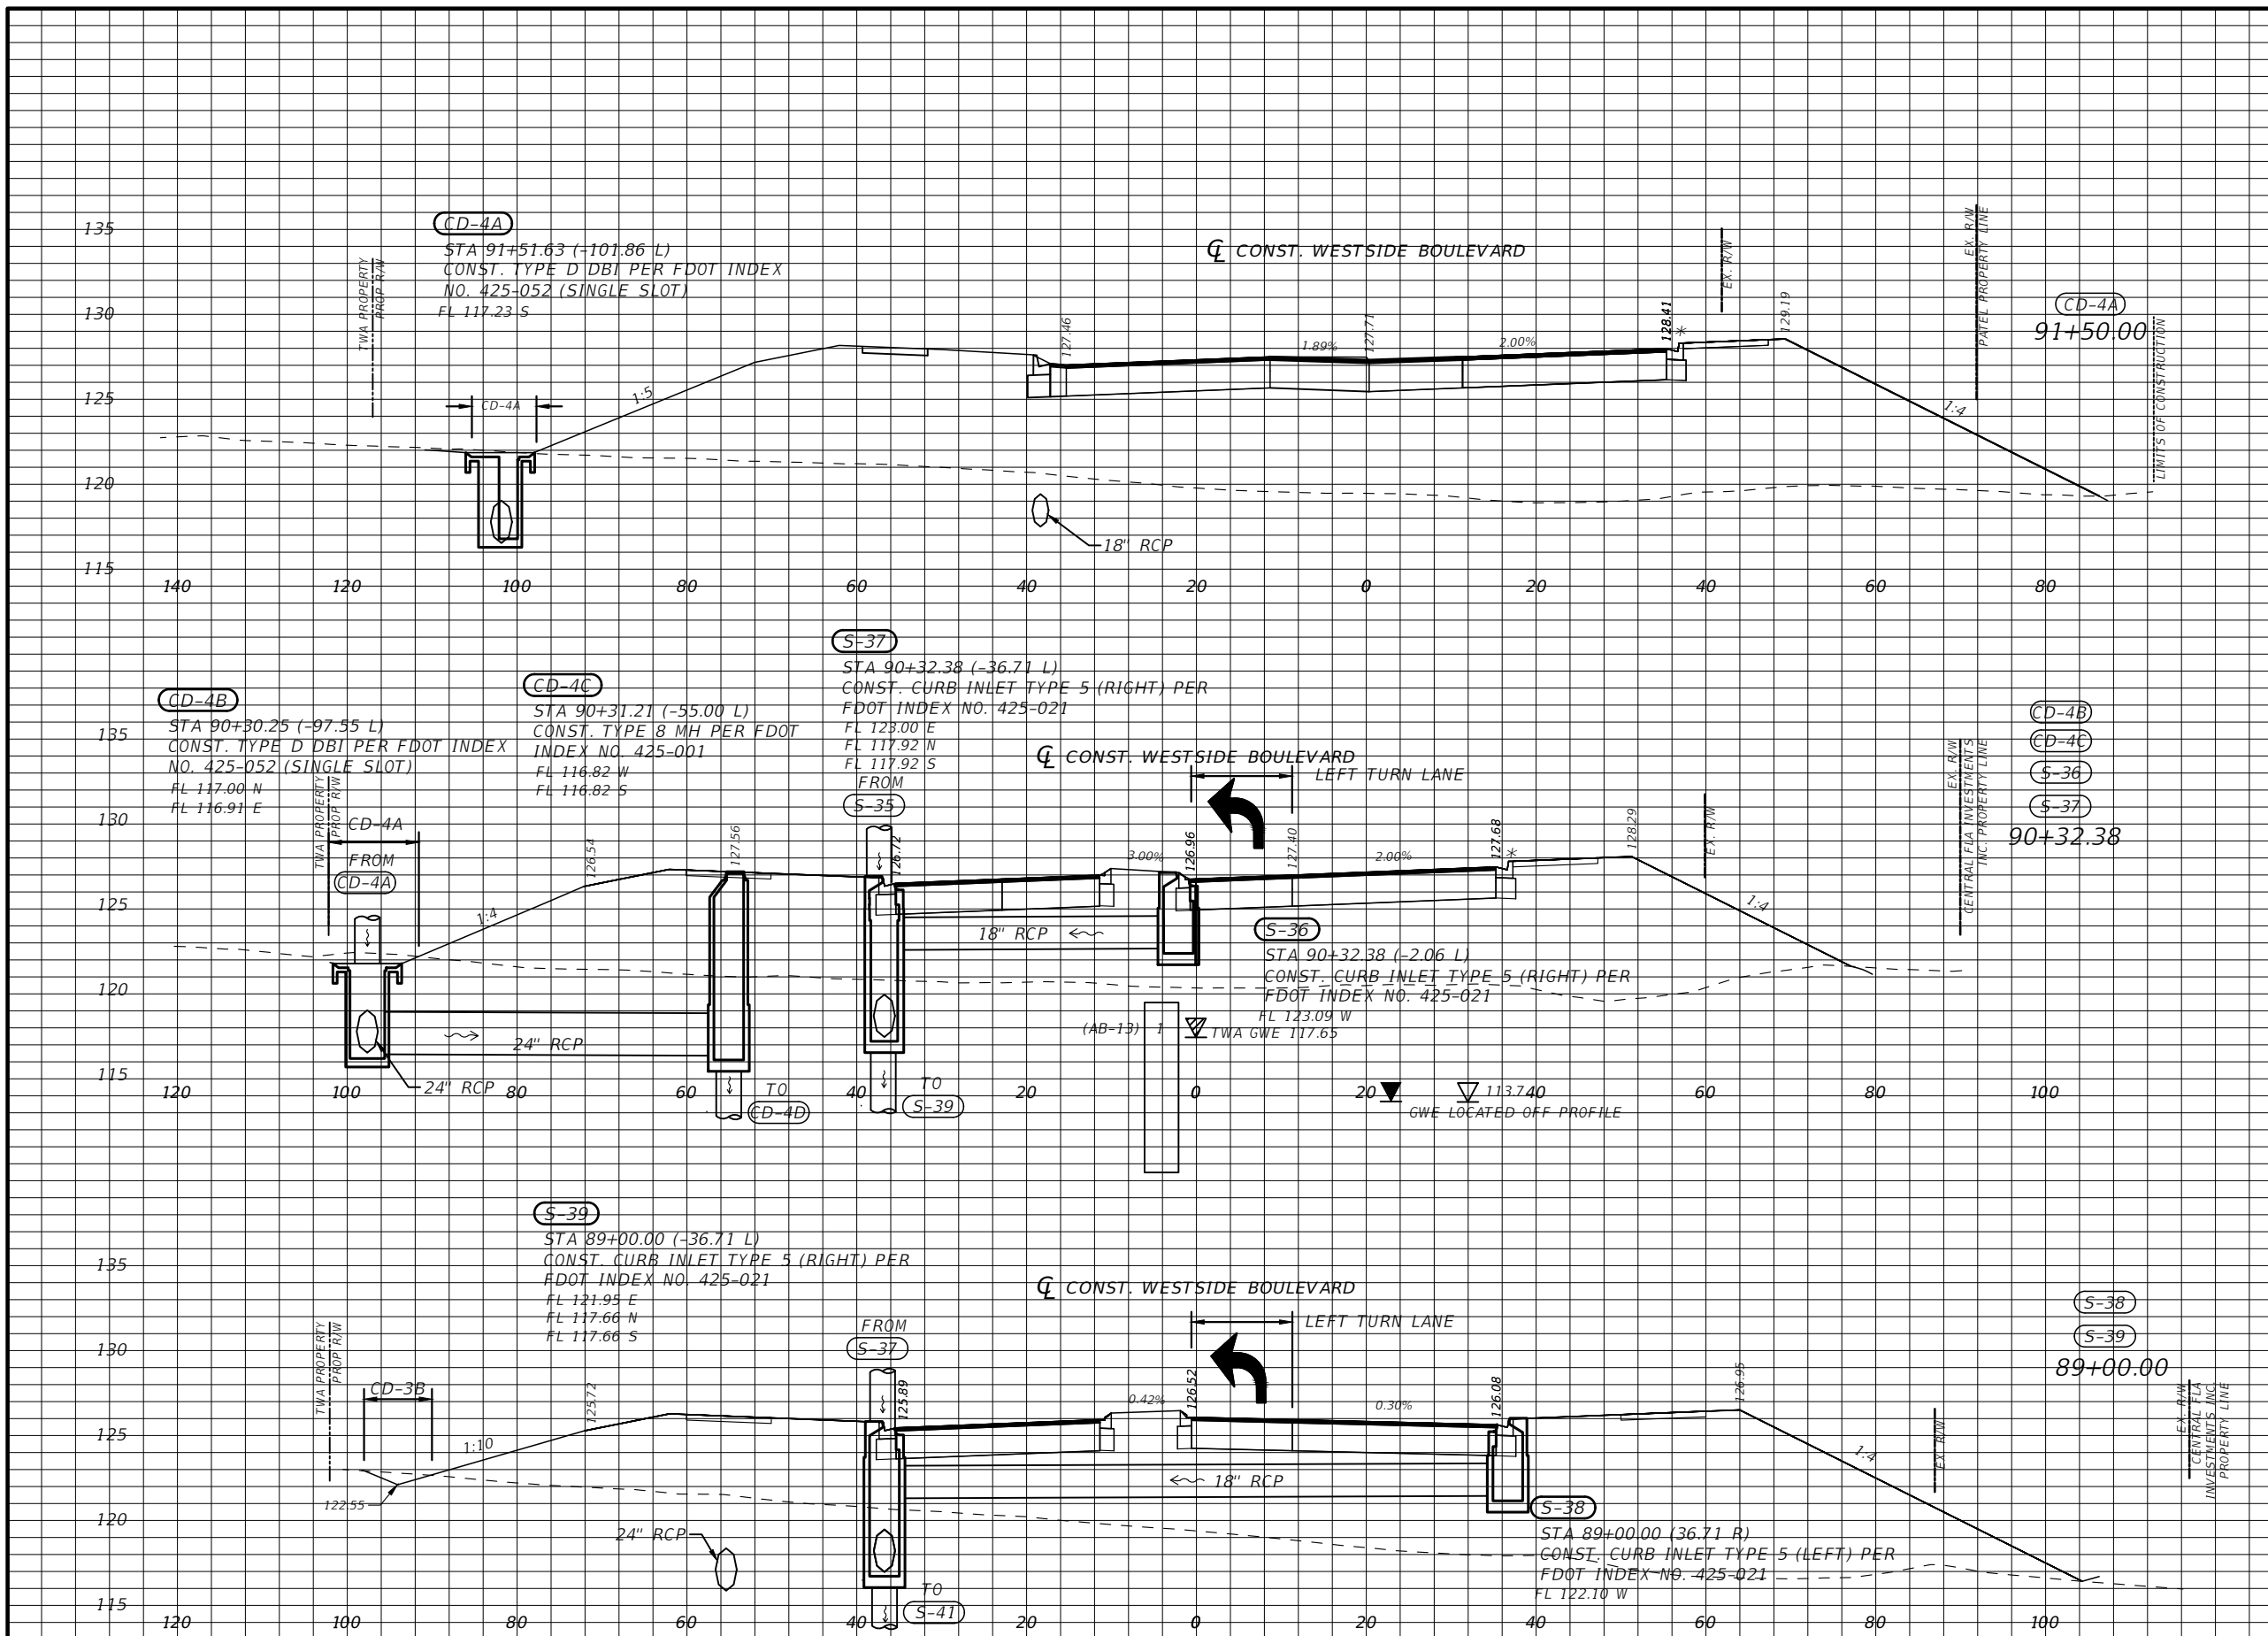 135
130
125
120
115
CD-4A
STA 91+51.63 (-101.86 L)
CONST. TYPE D DBI PER FDOT INDEX
NO. 425-052 (SINGLE SLOT)
FL 117.23 S
TWA PROPERTY
PROP R/W
CD-4A
1:5
℄ CONST. WESTSIDE BOULEVARD
127.46
1.89%
127.71
2.00%
128.41
*
EX. R/W
129.19
EX. R/W
PATEL PROPERTY LINE
1:4
CD-4A
91+50.00
LIMITS OF CONSTRUCTION
18" RCP
140 120 100 80 60 40 20 0 20 40 60 80
135
130
125
120
115
CD-4B
STA 90+30.25 (-97.55 L)
CONST. TYPE D DBI PER FDOT INDEX
NO. 425-052 (SINGLE SLOT)
FL 117.00 N
FL 116.91 E
CD-4C
STA 90+31.21 (-55.00 L)
CONST. TYPE 8 MH PER FDOT
INDEX NO. 425-001
FL 116.82 W
FL 116.82 S
S-37
STA 90+32.38 (-36.71 L)
CONST. CURB INLET TYPE 5 (RIGHT) PER
FDOT INDEX NO. 425-021
FL 123.00 E
FL 117.92 N
FL 117.92 S
FROM
S-35
℄ CONST. WESTSIDE BOULEVARD
LEFT TURN LANE
TWA PROPERTY
PROP R/W
CD-4A
FROM
CD-4A
1:4
126.54
127.56
126.72
3.00%
126.96
127.40
2.00%
127.68
*
128.29
EX. R/W
1:4
EX. R/W
CENTRAL FLA INVESTMENTS
INC. PROPERTY LINE
CD-4B
CD-4C
S-36
S-37
90+32.38
18" RCP
S-36
STA 90+32.38 (-2.06 L)
CONST. CURB INLET TYPE 5 (RIGHT) PER
FDOT INDEX NO. 425-021
FL 123.09 W
(AB-13) 1
TWA GWE 117.65
24" RCP
24" RCP
TO
CD-4D
TO
S-39
113.7
GWE LOCATED OFF PROFILE
120 100 80 60 40 20 0 20 40 60 80 100
135
130
125
120
115
S-39
STA 89+00.00 (-36.71 L)
CONST. CURB INLET TYPE 5 (RIGHT) PER
FDOT INDEX NO. 425-021
FL 121.95 E
FL 117.66 N
FL 117.66 S
FROM
S-37
℄ CONST. WESTSIDE BOULEVARD
LEFT TURN LANE
TWA PROPERTY
PROP R/W
CD-3B
1:10
122.55
125.72
125.89
0.42%
126.52
0.30%
126.08
126.95
1:4
EX. R/W
S-38
S-39
89+00.00
EX. R/W
CENTRAL FLA
INVESTMENTS INC.
PROPERTY LINE
18" RCP
24" RCP
S-38
STA 89+00.00 (36.71 R)
CONST. CURB INLET TYPE 5 (LEFT) PER
FDOT INDEX NO. 425-021
FL 122.10 W
TO
S-41
120 100 80 60 40 20 0 20 40 60 80 100